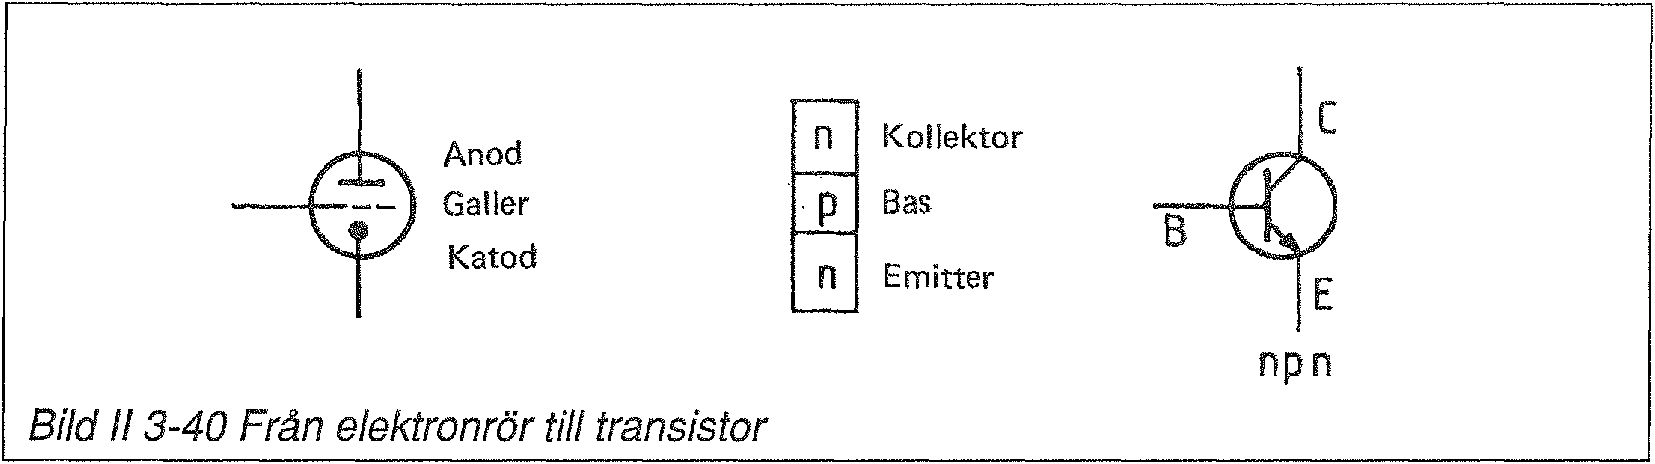 Anod
Galler
Katod
n
Kollektor
p
Bas
n
Emitter
C
B
E
npn
Bild II 3-40 Från elektronrör till transistor